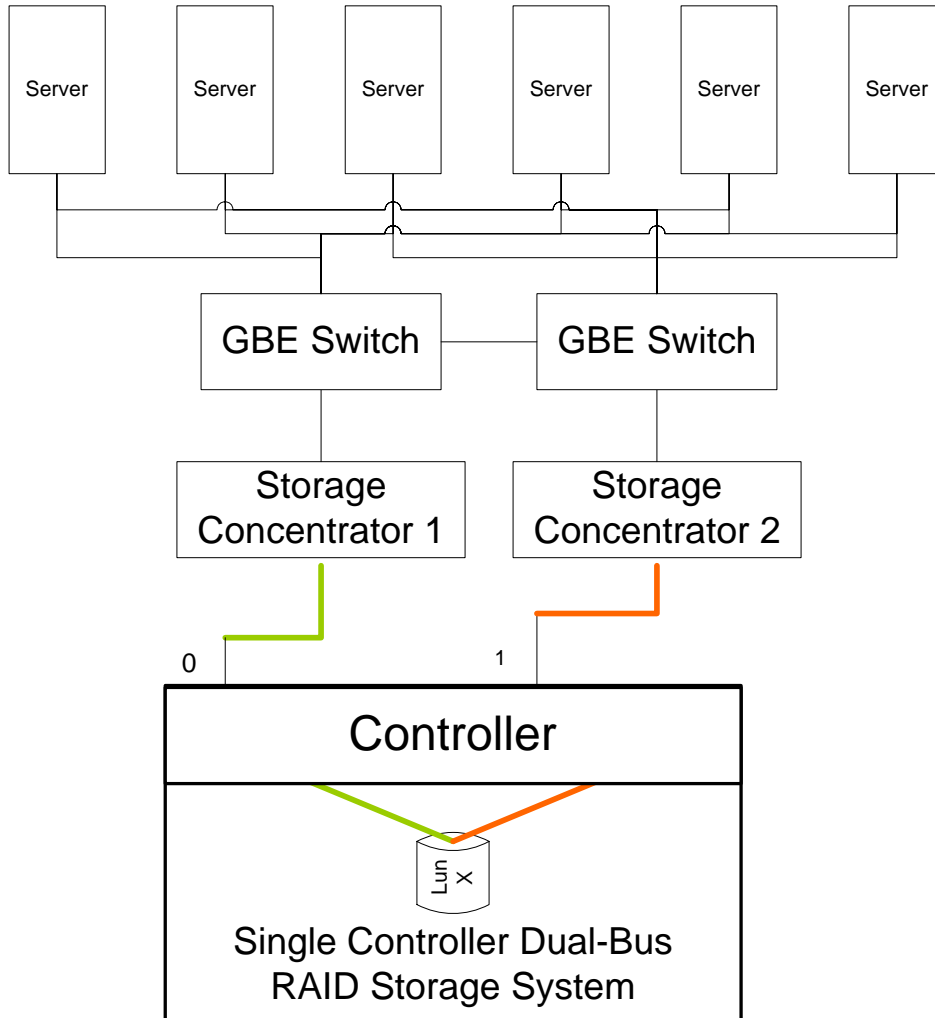 Server
Server
Server
Server
Server
Server
GBE Switch
GBE Switch
Storage
Concentrator 1
Storage
Concentrator 2
0
1
Controller
Lun
X
Single Controller Dual-Bus
RAID Storage System